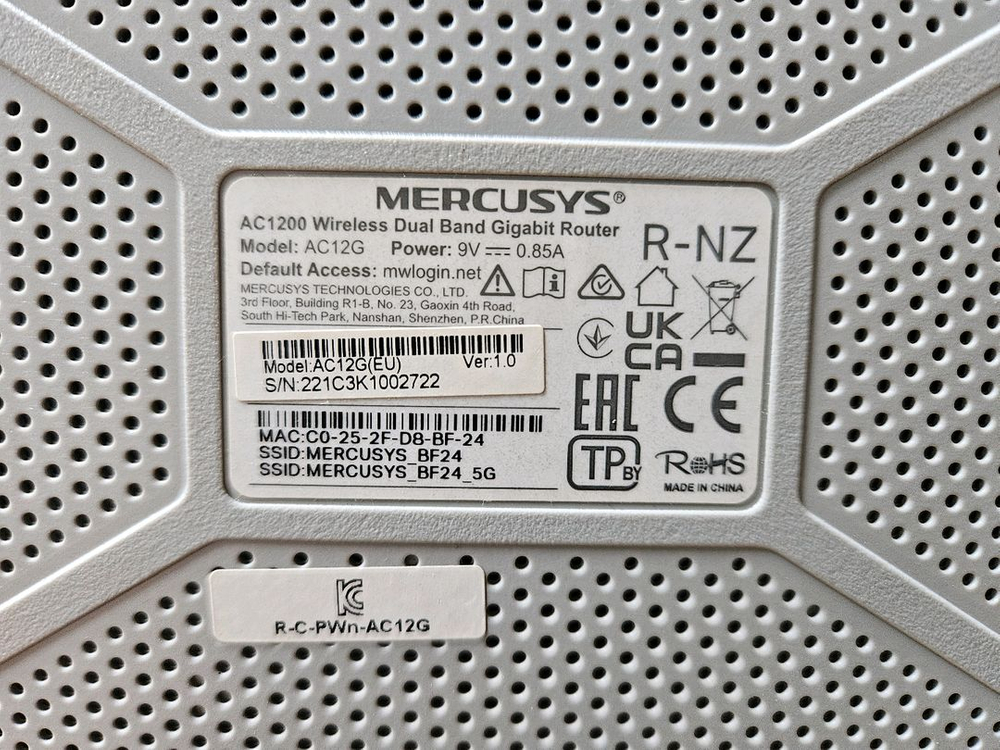 MERCUSYS®
AC1200 Wireless Dual Band Gigabit Router
Model: AC12G Power: 9V⎓0.85A
R-NZ
Default Access: mwlogin.net
MERCUSYS TECHNOLOGIES CO., LTD.
3rd Floor, Building R1-B, No. 23, Gaoxin 4th Road,
South Hi-Tech Park, Nanshan, Shenzhen, P.R.China
UK
CA
Model:AC12G(EU) Ver:1.0
S/N:221C3K1002722
EAC CE
MAC:C0-25-2F-D8-BF-24
SSID:MERCUSYS_BF24
SSID:MERCUSYS_BF24_5G
TP BY
RoHS
MADE IN CHINA
KC
R-C-PWn-AC12G